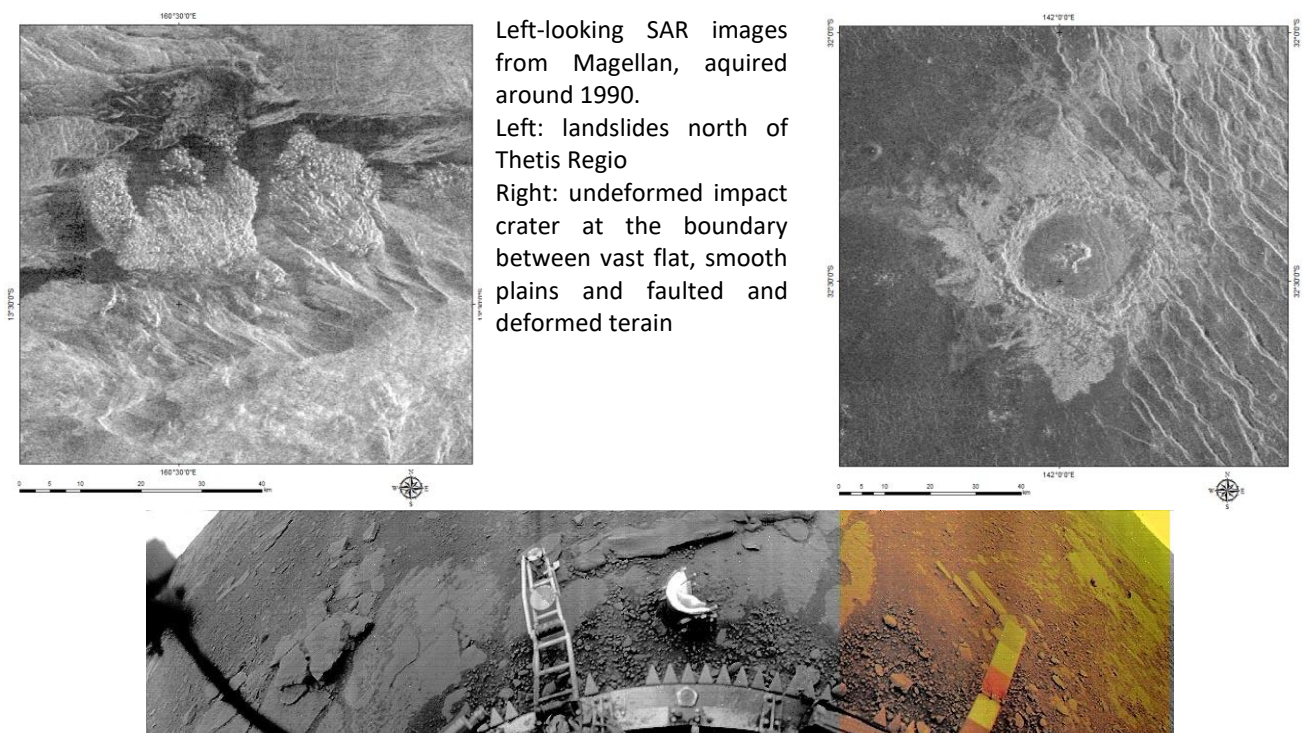 160°30'0"E
13°30'0"S
13°30'0"S
160°30'0"E
0 5 10 20 30 40
km
N
W E
S
Left-looking SAR images
from Magellan, aquired
around 1990.
Left: landslides north of
Thetis Regio
Right: undeformed impact
crater at the boundary
between vast flat, smooth
plains and faulted and
deformed terain
142°0'0"E
32°0'0"S
32°0'0"S
32°30'0"S
32°30'0"S
142°0'0"E
0 5 10 20 30 40
km
N
W E
S